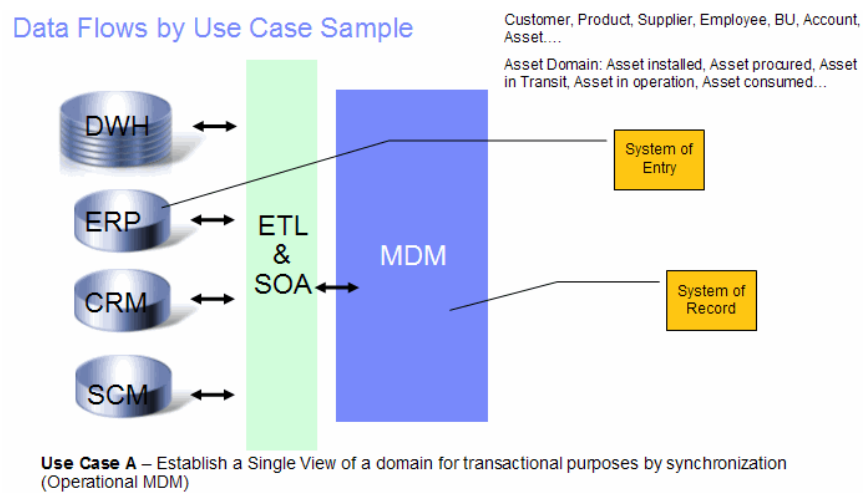 Data Flows by Use Case Sample
Customer, Product, Supplier, Employee, BU, Account,
Asset....
Asset Domain: Asset installed, Asset procured, Asset
in Transit, Asset in operation, Asset consumed...
DWH
System of
Entry
ERP
ETL
&
SOA
MDM
CRM
System of
Record
SCM
Use Case A – Establish a Single View of a domain for transactional purposes by synchronization
(Operational MDM)